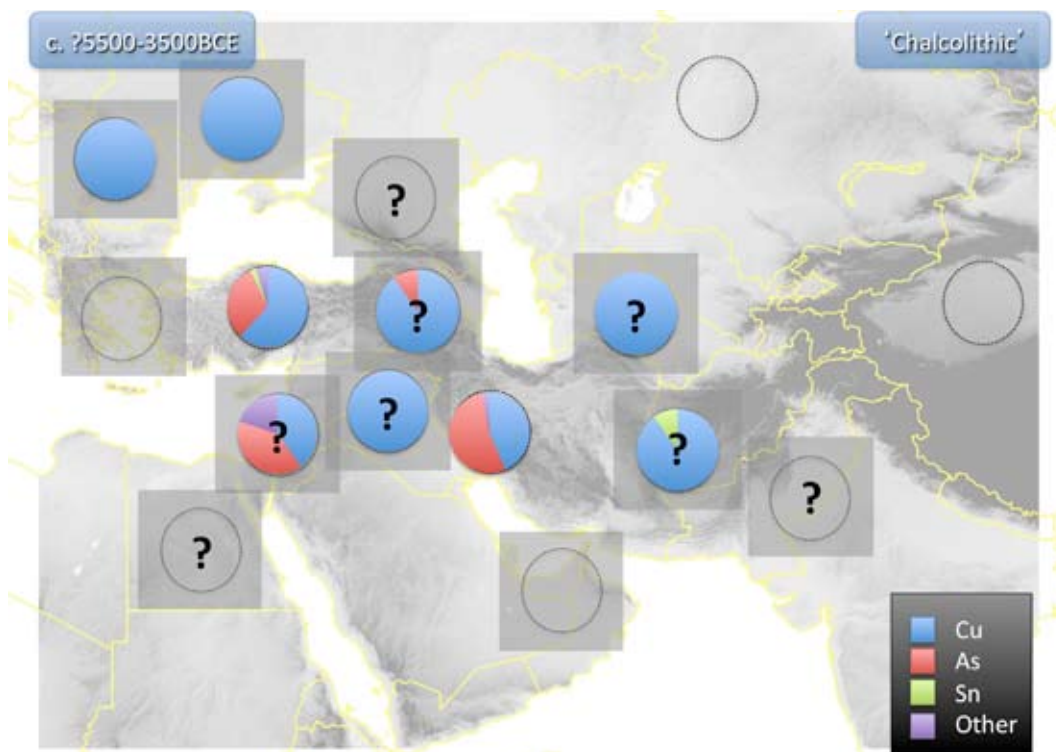 c. ?5500-3500BCE
‘Chalcolithic’
?
?
?
?
?
?
?
?
Cu
As
Sn
Other